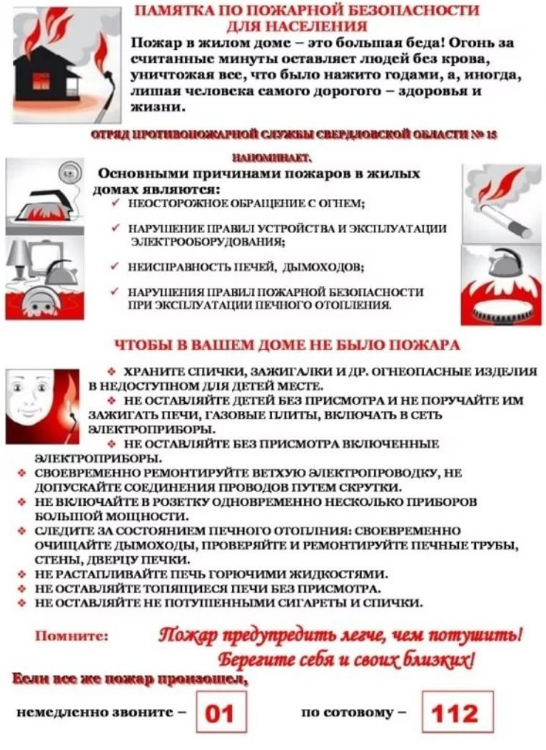 ПАМЯТКА ПО ПОЖАРНОЙ БЕЗОПАСНОСТИ
ДЛЯ НАСЕЛЕНИЯ
Пожар в жилом доме – это большая беда! Огонь за
считанные минуты оставляет людей без крова,
уничтожая все, что было нажито годами, а, иногда,
лишая человека самого дорогого – здоровья и
жизни.
ОТРЯД ПРОТИВОПОЖАРНОЙ СЛУЖБЫ СВЕРДЛОВСКОЙ ОБЛАСТИ № 15
НАПОМИНАЕТ,
Основными причинами пожаров в жилых
домах являются:
✓ НЕОСТОРОЖНОЕ ОБРАЩЕНИЕ С ОГНЕМ;
✓ НАРУШЕНИЕ ПРАВИЛ УСТРОЙСТВА И ЭКСПЛУАТАЦИИ
ЭЛЕКТРООБОРУДОВАНИЯ;
✓ НЕИСПРАВНОСТЬ ПЕЧЕЙ, ДЫМОХОДОВ;
✓ НАРУШЕНИЯ ПРАВИЛ ПОЖАРНОЙ БЕЗОПАСНОСТИ
ПРИ ЭКСПЛУАТАЦИИ ПЕЧНОГО ОТОПЛЕНИЯ.
ЧТОБЫ В ВАШЕМ ДОМЕ НЕ БЫЛО ПОЖАРА
❖ ХРАНИТЕ СПИЧКИ, ЗАЖИГАЛКИ И ДР. ОГНЕОПАСНЫЕ ИЗДЕЛИЯ
В НЕДОСТУПНОМ ДЛЯ ДЕТЕЙ МЕСТЕ.
❖ НЕ ОСТАВЛЯЙТЕ ДЕТЕЙ БЕЗ ПРИСМОТРА И НЕ ПОРУЧАЙТЕ ИМ
ЗАЖИГАТЬ ПЕЧИ, ГАЗОВЫЕ ПЛИТЫ, ВКЛЮЧАТЬ В СЕТЬ
ЭЛЕКТРОПРИБОРЫ.
❖ НЕ ОСТАВЛЯЙТЕ БЕЗ ПРИСМОТРА ВКЛЮЧЕННЫЕ
ЭЛЕКТРОПРИБОРЫ.
❖ СВОЕВРЕМЕННО РЕМОНТИРУЙТЕ ВЕТХУЮ ЭЛЕКТРОПРОВОДКУ, НЕ
ДОПУСКАЙТЕ СОЕДИНЕНИЯ ПРОВОДОВ ПУТЕМ СКРУТКИ.
❖ НЕ ВКЛЮЧАЙТЕ В РОЗЕТКУ ОДНОВРЕМЕННО НЕСКОЛЬКО ПРИБОРОВ
БОЛЬШОЙ МОЩНОСТИ.
❖ СЛЕДИТЕ ЗА СОСТОЯНИЕМ ПЕЧНОГО ОТОПЛНИЯ: СВОЕВРЕМЕННО
ОЧИЩАЙТЕ ДЫМОХОДЫ, ПРОВЕРЯЙТЕ И РЕМОНТИРУЙТЕ ПЕЧНЫЕ ТРУБЫ,
СТЕНЫ, ДВЕРЦУ ПЕЧКИ.
❖ НЕ РАСТАПЛИВАЙТЕ ПЕЧЬ ГОРЮЧИМИ ЖИДКОСТЯМИ.
❖ НЕ ОСТАВЛЯЙТЕ ТОПЯЩИЕСЯ ПЕЧИ БЕЗ ПРИСМОТРА.
❖ НЕ ОСТАВЛЯЙТЕ НЕ ПОТУШЕННЫМИ СИГАРЕТЫ И СПИЧКИ.
Помните: Пожар предупредить легче, чем потушить!
Берегите себя и своих близких!
Если все же пожар произошел,
немедленно звоните – 01 по сотовому – 112